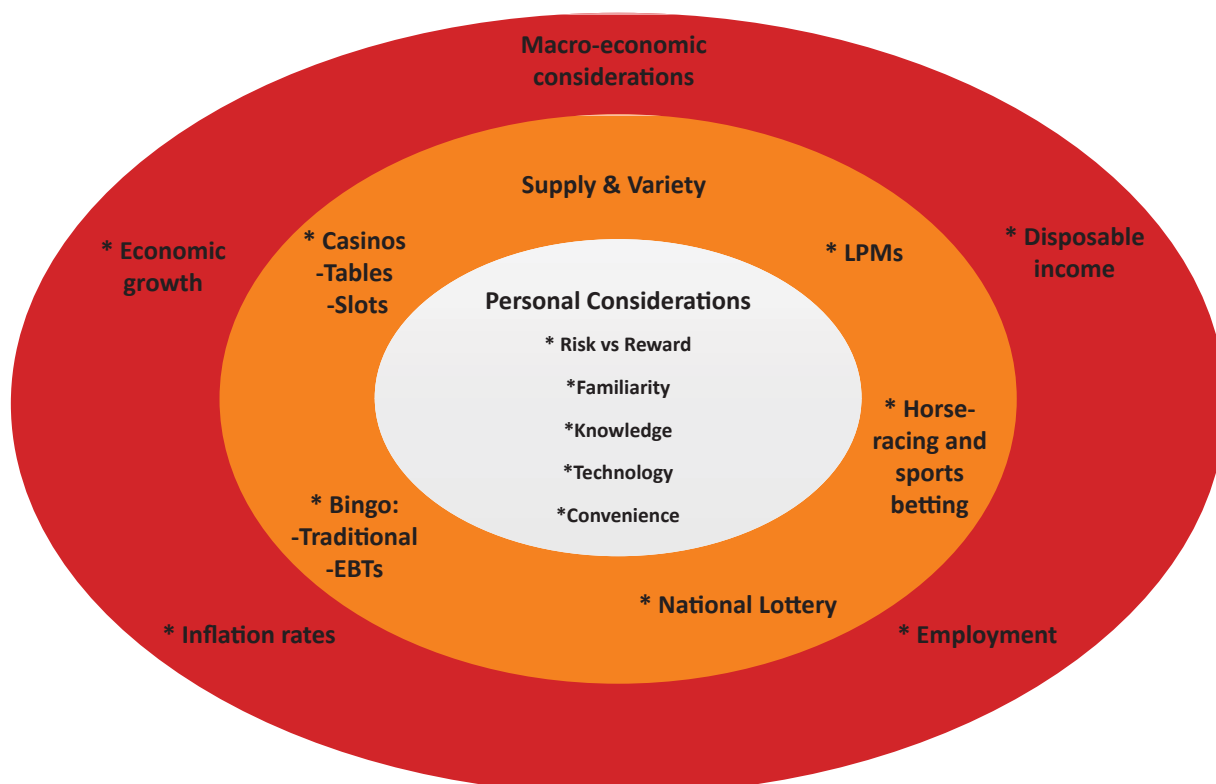 Macro-economic
considerations
Supply & Variety
* Economic
growth
* Casinos
-Tables
-Slots
* LPMs
* Disposable
income
Personal Considerations
* Risk vs Reward
*Familiarity
*Knowledge
*Technology
*Convenience
* Horse-
racing and
sports
betting
* Bingo:
-Traditional
-EBTs
* National Lottery
* Inflation rates
* Employment